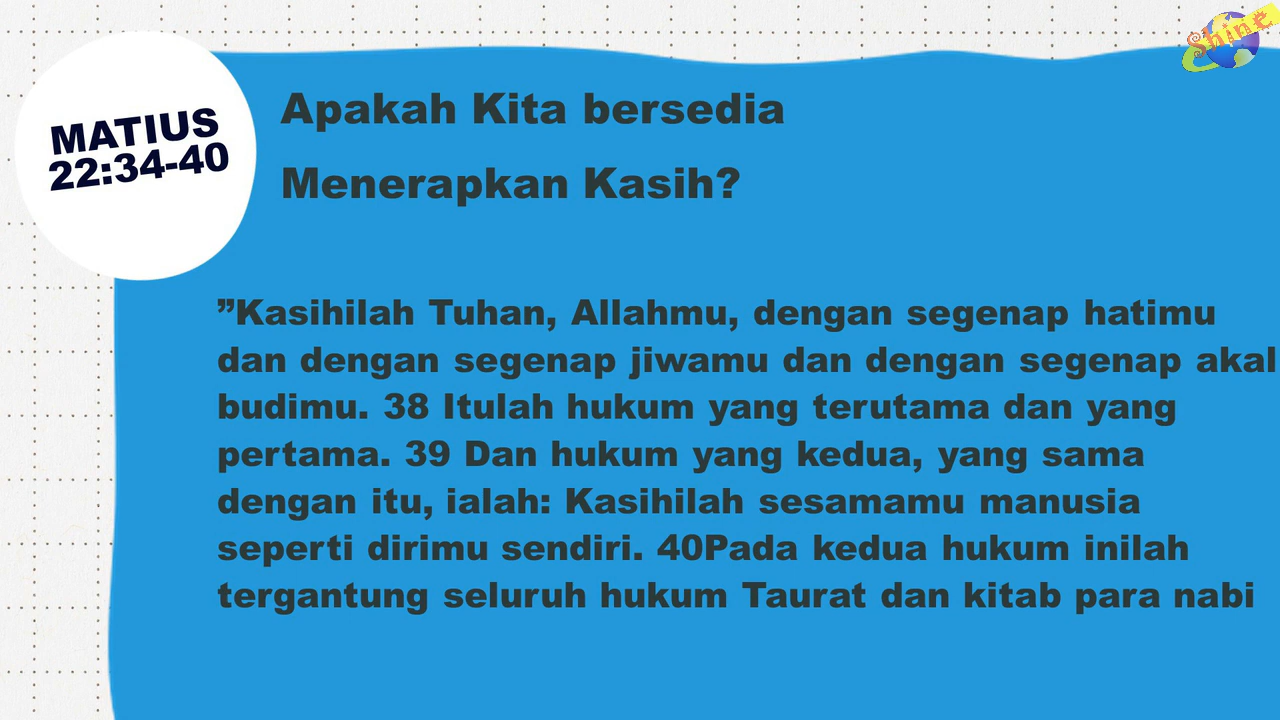 Shine
MATIUS
22:34-40
Apakah Kita bersedia
Menerapkan Kasih?
”Kasihilah Tuhan, Allahmu, dengan segenap hatimu
dan dengan segenap jiwamu dan dengan segenap akal
budimu. 38 Itulah hukum yang terutama dan yang
pertama. 39 Dan hukum yang kedua, yang sama
dengan itu, ialah: Kasihilah sesamamu manusia
seperti dirimu sendiri. 40Pada kedua hukum inilah
tergantung seluruh hukum Taurat dan kitab para nabi